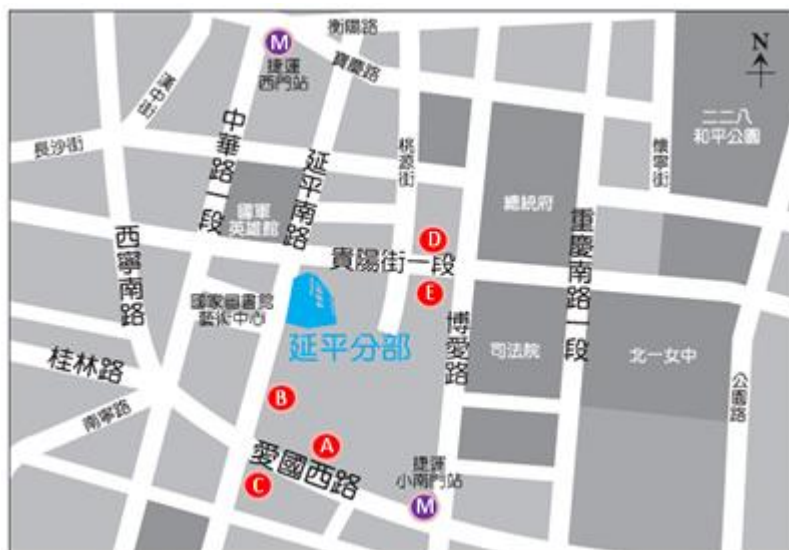 衡陽路
N
M
捷運
西門站
寶慶路
漢中街
中華路一段
延平南路
桃源街
懷寧街
二二八
和平公園
長沙街
國軍
英雄館
總統府
重慶南路一段
西寧南路
D
貴陽街一段
E
國家圖書館
藝術中心
延平分部
博愛路
司法院
北一女中
桂林路
南寧路
公園路
B
A
愛國西路
C
捷運
小南門站
M